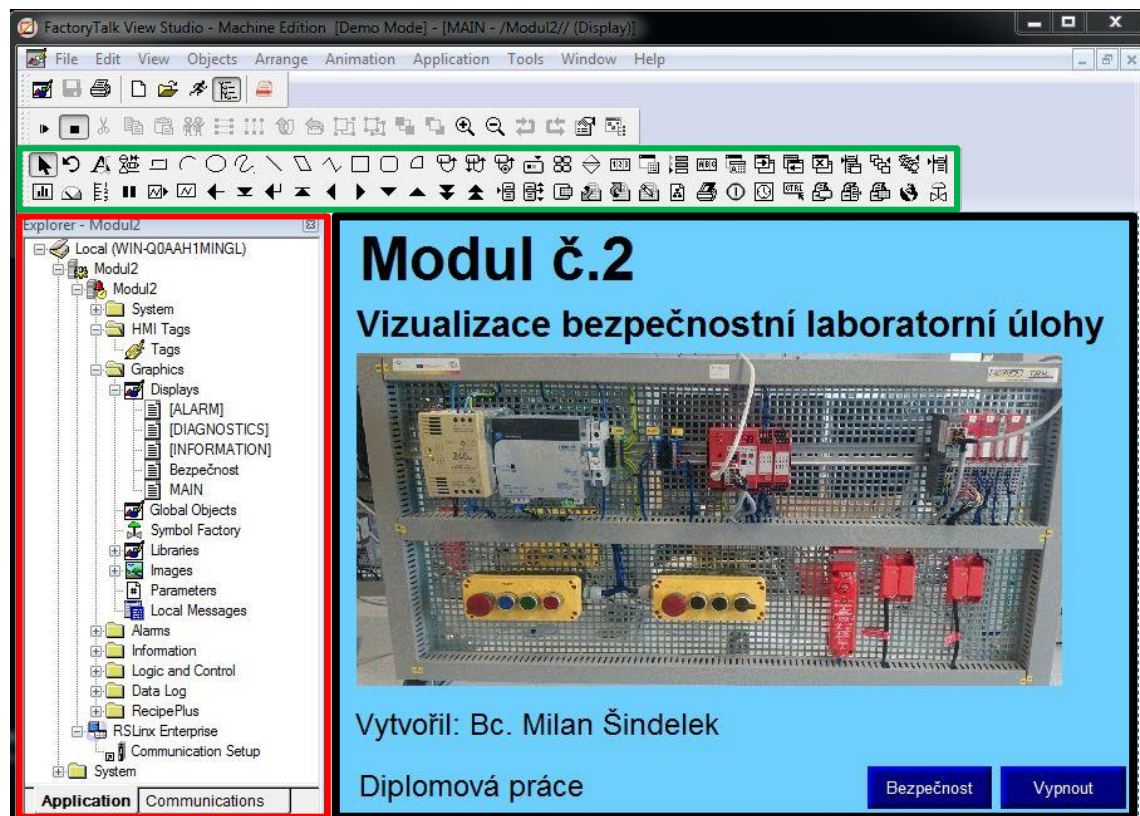 FactoryTalk View Studio - Machine Edition [Demo Mode] - [MAIN - /Modul2// (Display)]
File Edit View Objects Arrange Animation Application Tools Window Help
Explorer - Modul2
Local (WIN-Q0AAH1MINGL)
Modul2
Modul2
System
HMI Tags
Tags
Graphics
Displays
[ALARM]
[DIAGNOSTICS]
[INFORMATION]
Bezpečnost
MAIN
Global Objects
Symbol Factory
Libraries
Images
Parameters
Local Messages
Alarms
Information
Logic and Control
Data Log
RecipePlus
RSLinx Enterprise
Communication Setup
System
Application Communications
Modul č.2
Vizualizace bezpečnostní laboratorní úlohy
Vytvořil: Bc. Milan Šindelek
Diplomová práce
Bezpečnost Vypnout